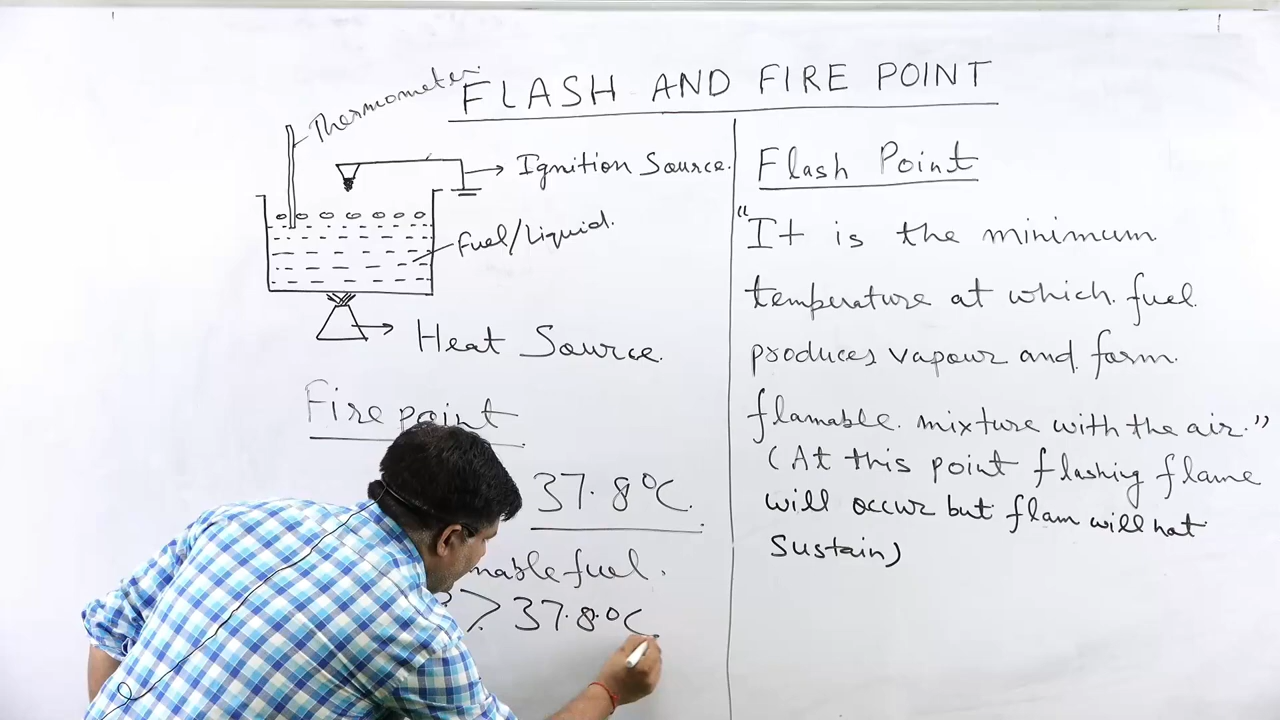 FLASH AND FIRE POINT
Thermometer.
Ignition Source.
Fuel/Liquid.
Heat Source.
Fire point
37.8°C.
fuel.
> 37.8°C
Flash Point
"It is the minimum
temperature at which fuel
produces vapour and form
flamable mixture with the air."
(At this point flashing flame
will occur but flam will not
Sustain)